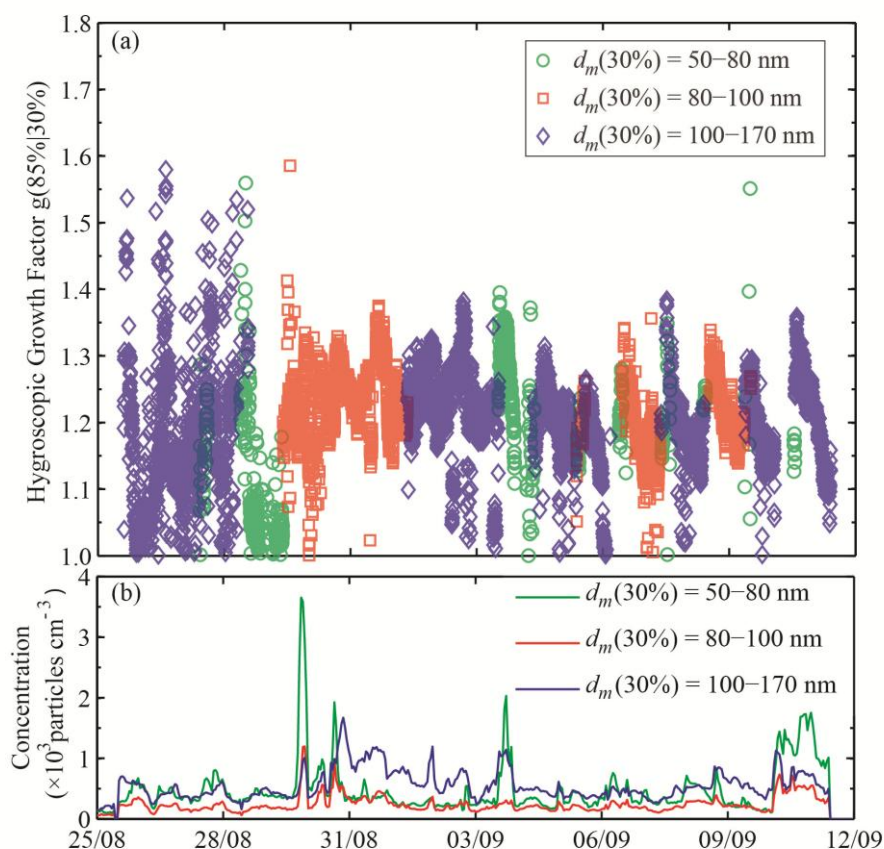 (a)
d_m(30%) = 50−80 nm
d_m(30%) = 80−100 nm
d_m(30%) = 100−170 nm
Hygroscopic Growth Factor g(85%|30%)
1.8
1.7
1.6
1.5
1.4
1.3
1.2
1.1
1.0
(b)
d_m(30%) = 50−80 nm
d_m(30%) = 80−100 nm
d_m(30%) = 100−170 nm
Concentration
(×10³particles cm⁻³)
4
3
2
1
0
25/08 28/08 31/08 03/09 06/09 09/09 12/09